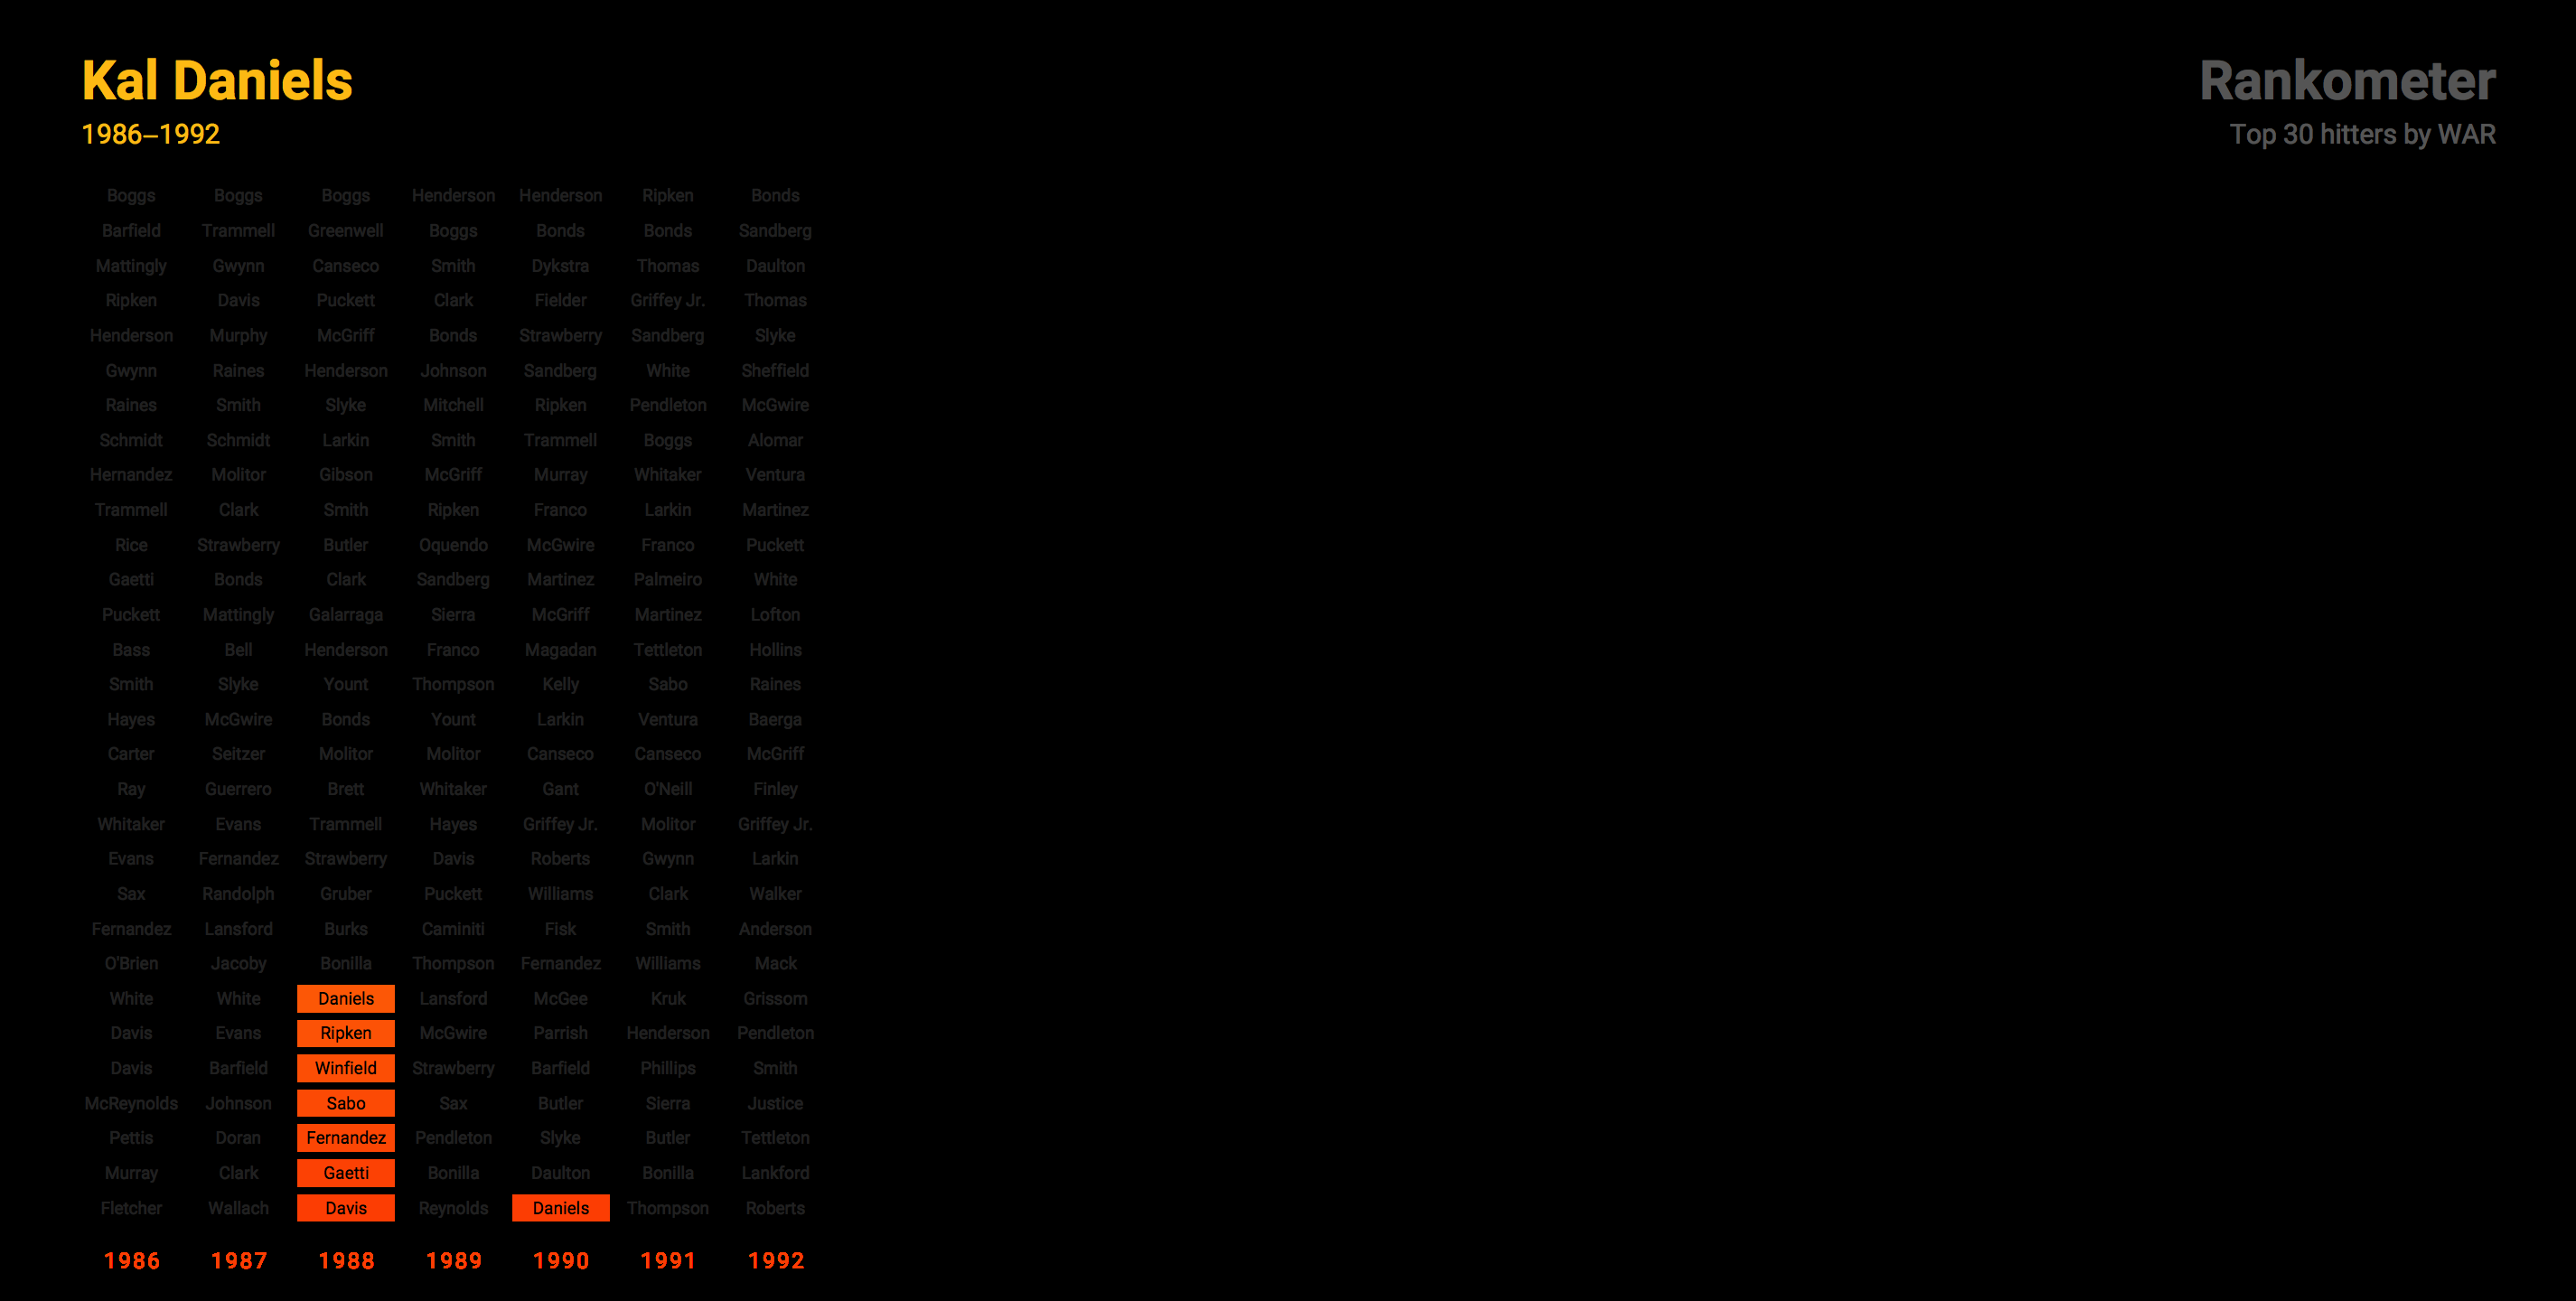 Kal Daniels
1986–1992
Rankometer
Top 30 hitters by WAR
Boggs Boggs Boggs Henderson Henderson Ripken Bonds
Barfield Trammell Greenwell Boggs Bonds Bonds Sandberg
Mattingly Gwynn Canseco Smith Dykstra Thomas Daulton
Ripken Davis Puckett Clark Fielder Griffey Jr. Thomas
Henderson Murphy McGriff Bonds Strawberry Sandberg Slyke
Gwynn Raines Henderson Johnson Sandberg White Sheffield
Raines Smith Slyke Mitchell Ripken Pendleton McGwire
Schmidt Schmidt Larkin Smith Trammell Boggs Alomar
Hernandez Molitor Gibson McGriff Murray Whitaker Ventura
Trammell Clark Smith Ripken Franco Larkin Martinez
Rice Strawberry Butler Oquendo McGwire Franco Puckett
Gaetti Bonds Clark Sandberg Martinez Palmeiro White
Puckett Mattingly Galarraga Sierra McGriff Martinez Lofton
Bass Bell Henderson Franco Magadan Tettleton Hollins
Smith Slyke Yount Thompson Kelly Sabo Raines
Hayes McGwire Bonds Yount Larkin Ventura Baerga
Carter Seitzer Molitor Molitor Canseco Canseco McGriff
Ray Guerrero Brett Whitaker Gant O'Neill Finley
Whitaker Evans Trammell Hayes Griffey Jr. Molitor Griffey Jr.
Evans Fernandez Strawberry Davis Roberts Gwynn Larkin
Sax Randolph Gruber Puckett Williams Clark Walker
Fernandez Lansford Burks Caminiti Fisk Smith Anderson
O'Brien Jacoby Bonilla Thompson Fernandez Williams Mack
White White Daniels Lansford McGee Kruk Grissom
Davis Evans Ripken McGwire Parrish Henderson Pendleton
Davis Barfield Winfield Strawberry Barfield Phillips Smith
McReynolds Johnson Sabo Sax Butler Sierra Justice
Pettis Doran Fernandez Pendleton Slyke Butler Tettleton
Murray Clark Gaetti Bonilla Daulton Bonilla Lankford
Fletcher Wallach Davis Reynolds Daniels Thompson Roberts
1986 1987 1988 1989 1990 1991 1992